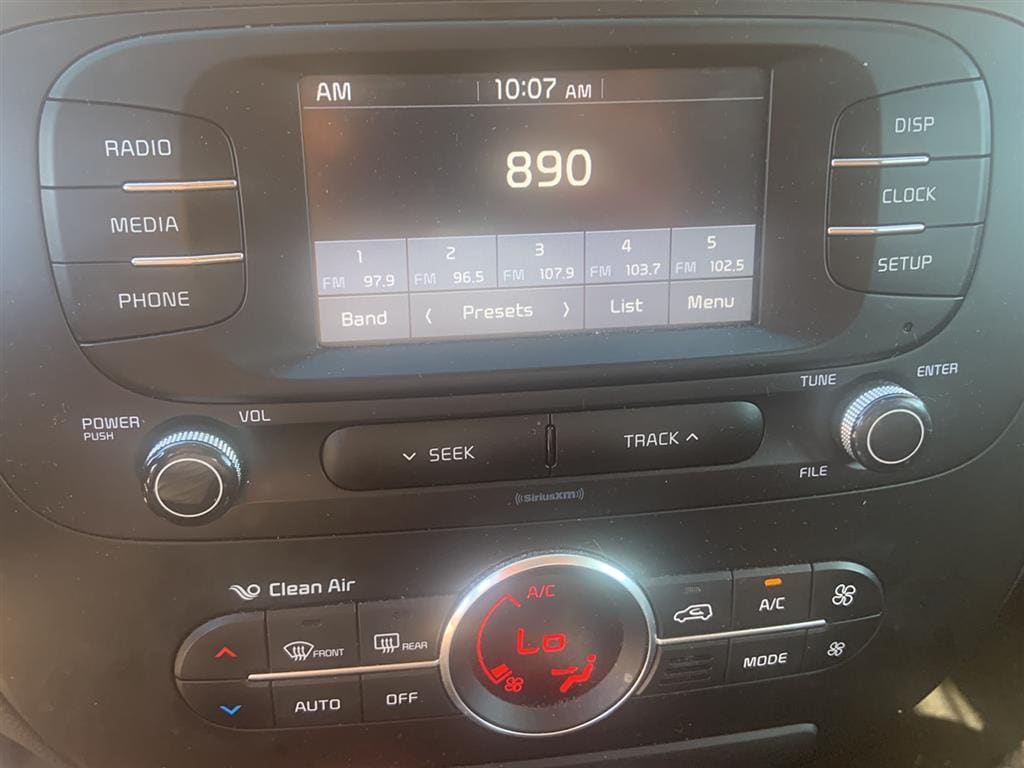 AM 10:07 AM
890
1 2 3 4 5
FM 97.9 FM 96.5 FM 107.9 FM 103.7 FM 102.5
Band Presets List Menu
RADIO
MEDIA
PHONE
DISP
CLOCK
SETUP
POWER
PUSH
VOL
SEEK
TRACK
TUNE
ENTER
FILE
SiriusXM
Clean Air
FRONT
REAR
AUTO
OFF
A/C
Lo
A/C
MODE